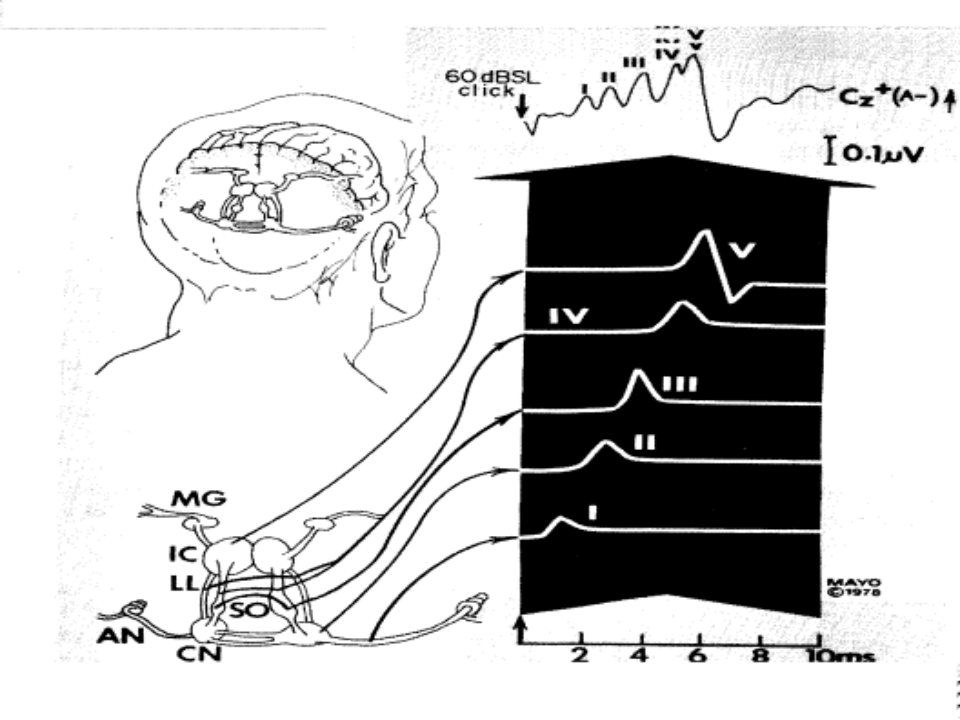 I II III IV V
60 dBSL
click
Cz+(A-)
0.1μV
V
IV
III
II
I
MG
IC
LL
SO
AN
CN
MAYO
©1978
2 4 6 8 10ms